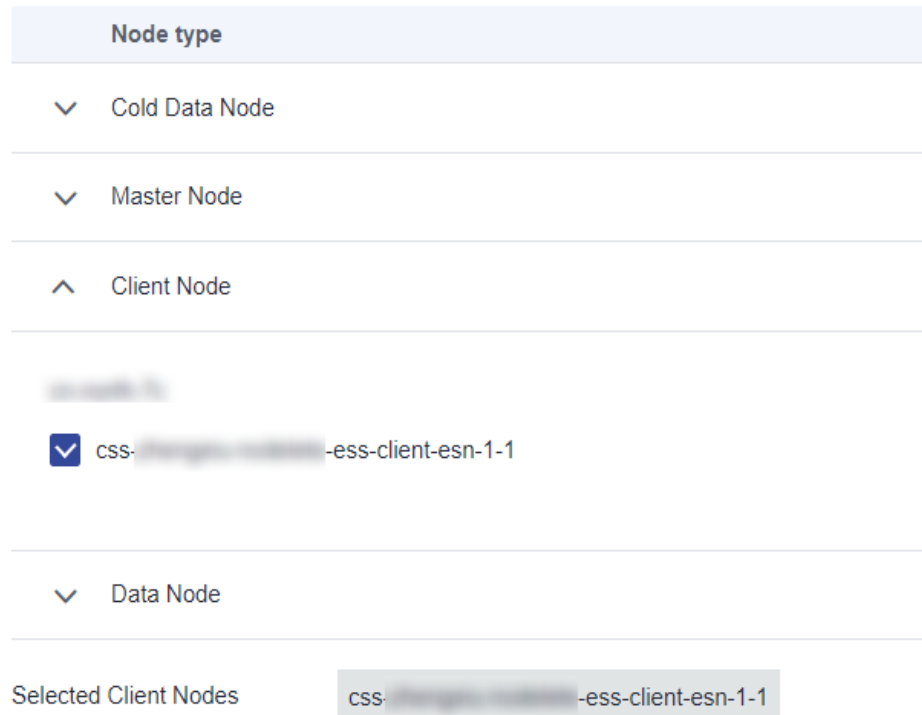 Node type
Cold Data Node
Master Node
Client Node
css- -ess-client-esn-1-1
Data Node
Selected Client Nodes css- -ess-client-esn-1-1